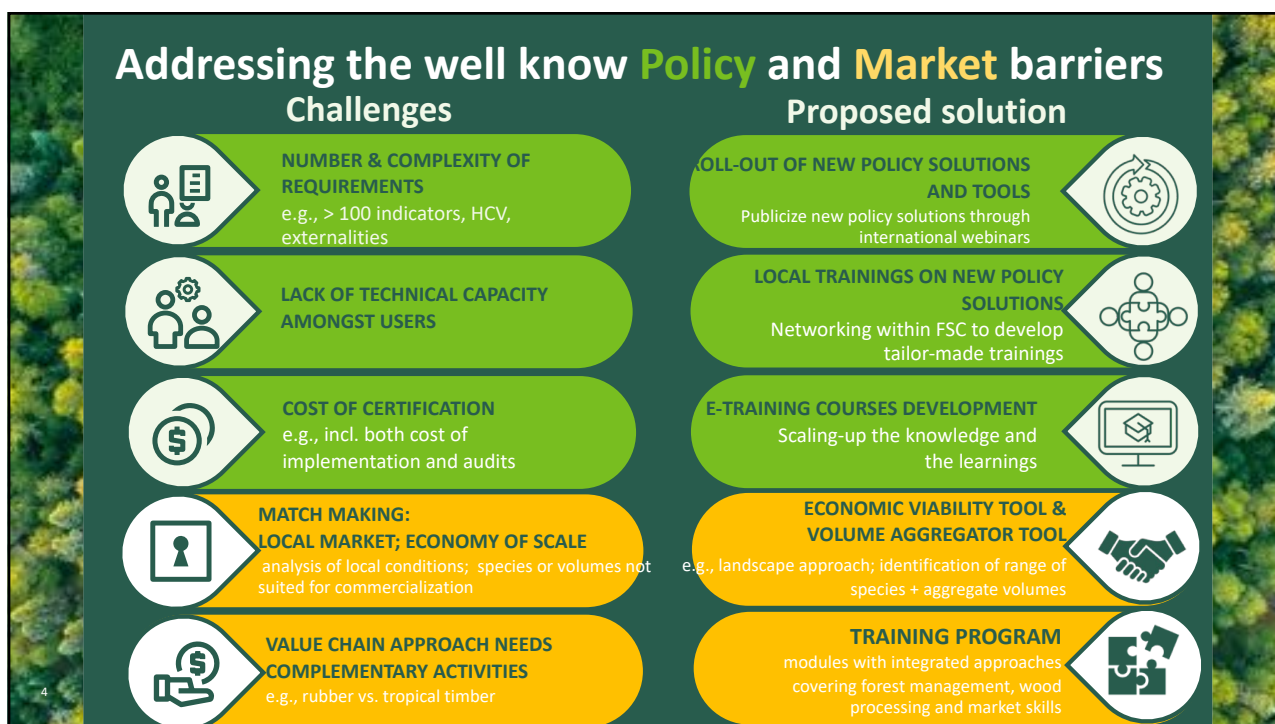 Addressing the well know Policy and Market barriers
Challenges
NUMBER & COMPLEXITY OF
REQUIREMENTS
e.g., > 100 indicators, HCV,
externalities
LACK OF TECHNICAL CAPACITY
AMONGST USERS
COST OF CERTIFICATION
e.g., incl. both cost of
implementation and audits
MATCH MAKING:
LOCAL MARKET; ECONOMY OF SCALE
analysis of local conditions; species or volumes not
suited for commercialization
VALUE CHAIN APPROACH NEEDS
COMPLEMENTARY ACTIVITIES
e.g., rubber vs. tropical timber
Proposed solution
ROLL-OUT OF NEW POLICY SOLUTIONS
AND TOOLS
Publicize new policy solutions through
international webinars
LOCAL TRAININGS ON NEW POLICY
SOLUTIONS
Networking within FSC to develop
tailor-made trainings
E-TRAINING COURSES DEVELOPMENT
Scaling-up the knowledge and
the learnings
ECONOMIC VIABILITY TOOL &
VOLUME AGGREGATOR TOOL
e.g., landscape approach; identification of range of
species + aggregate volumes
TRAINING PROGRAM
modules with integrated approaches
covering forest management, wood
processing and market skills
4